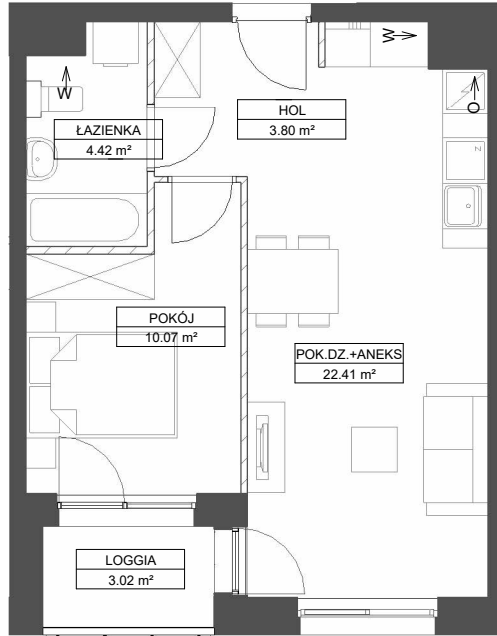 W
W
HOL
3.80 m²
O
ŁAZIENKA
4.42 m²
Z
POKÓJ
10.07 m²
POK.DZ.+ANEKS
22.41 m²
LOGGIA
3.02 m²